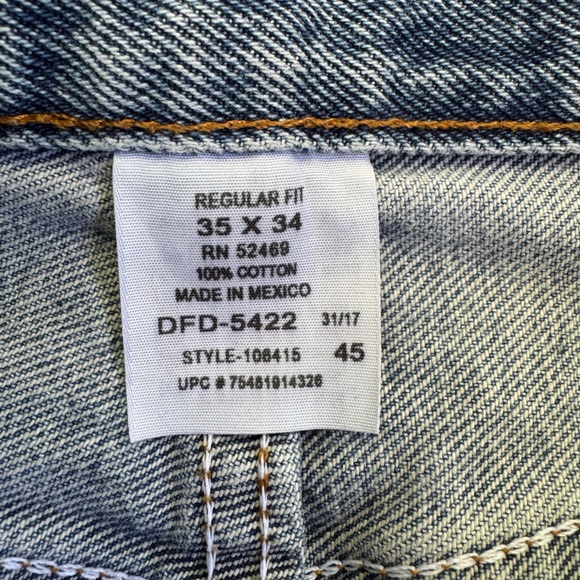 REGULAR FIT
35 X 34
RN 52469
100% COTTON
MADE IN MEXICO
DFD-5422 31/17
STYLE-106415 45
UPC # 75481914326